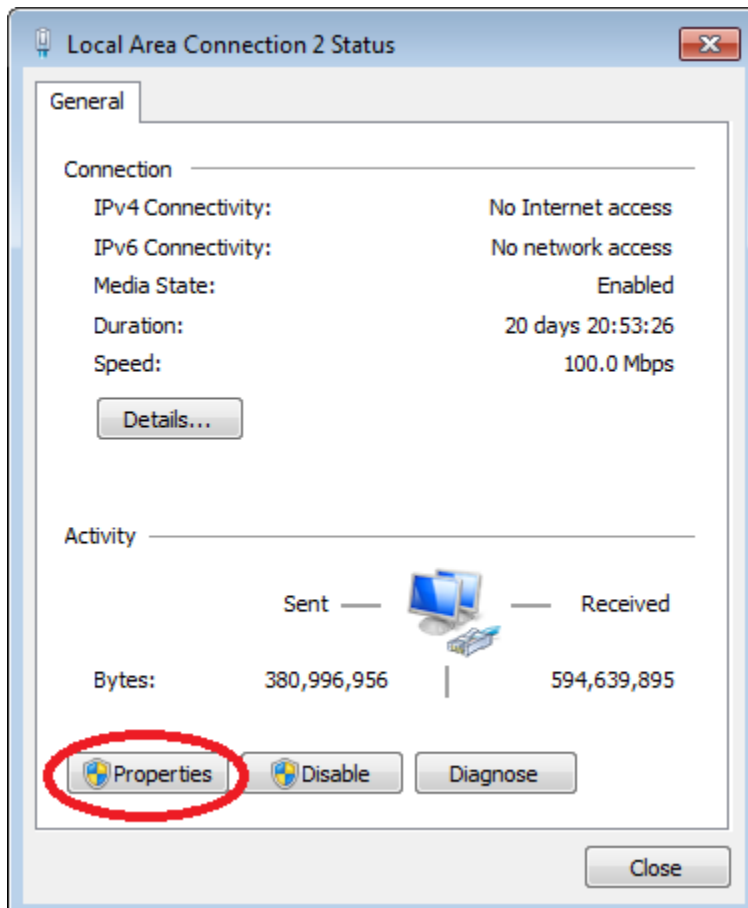 Local Area Connection 2 Status
General
Connection
IPv4 Connectivity: No Internet access
IPv6 Connectivity: No network access
Media State: Enabled
Duration: 20 days 20:53:26
Speed: 100.0 Mbps
Details...
Activity
Sent Received
Bytes: 380,996,956 594,639,895
Properties Disable Diagnose
Close